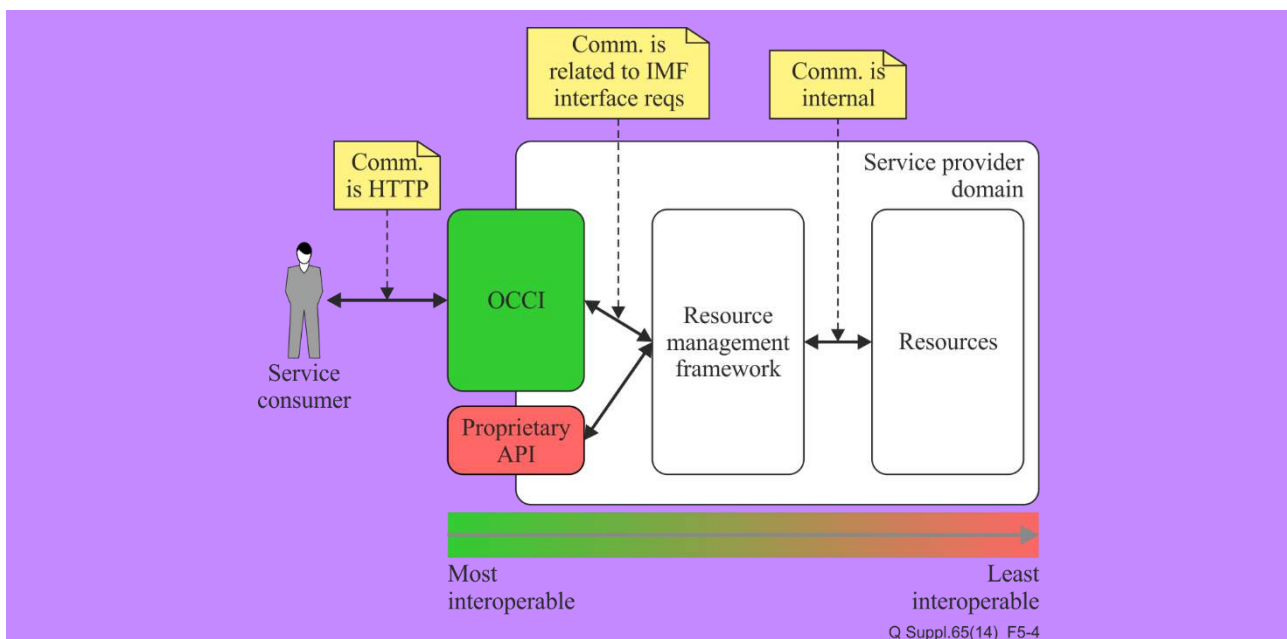 Comm. is
related to IMF
interface reqs
Comm. is
internal
Comm.
is HTTP
Service provider
domain
OCCI
Resource
management
framework
Resources
Service
consumer
Proprietary
API
Most
interoperable
Least
interoperable
Q Suppl.65(14)_F5-4